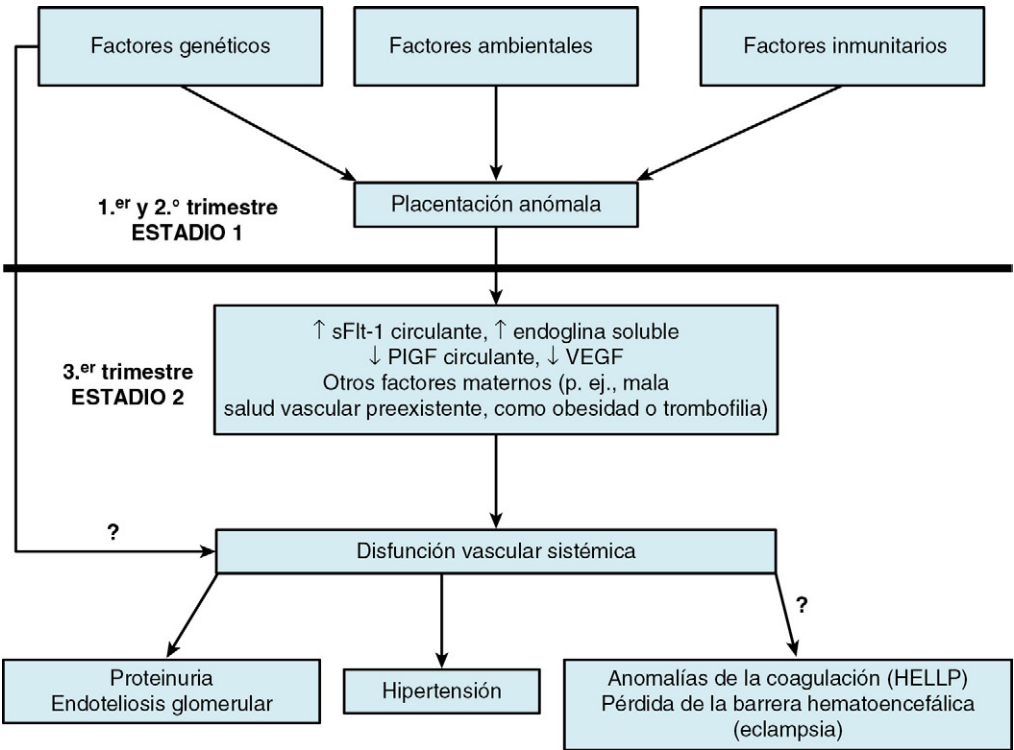 Factores genéticos
Factores ambientales
Factores inmunitarios
Placentación anómala
1.er y 2.° trimestre
ESTADIO 1
↑ sFlt-1 circulante, ↑ endoglina soluble
↓ PlGF circulante, ↓ VEGF
Otros factores maternos (p. ej., mala
salud vascular preexistente, como obesidad o trombofilia)
3.er trimestre
ESTADIO 2
?
Disfunción vascular sistémica
?
Proteinuria
Endoteliosis glomerular
Hipertensión
Anomalías de la coagulación (HELLP)
Pérdida de la barrera hematoencefálica
(eclampsia)